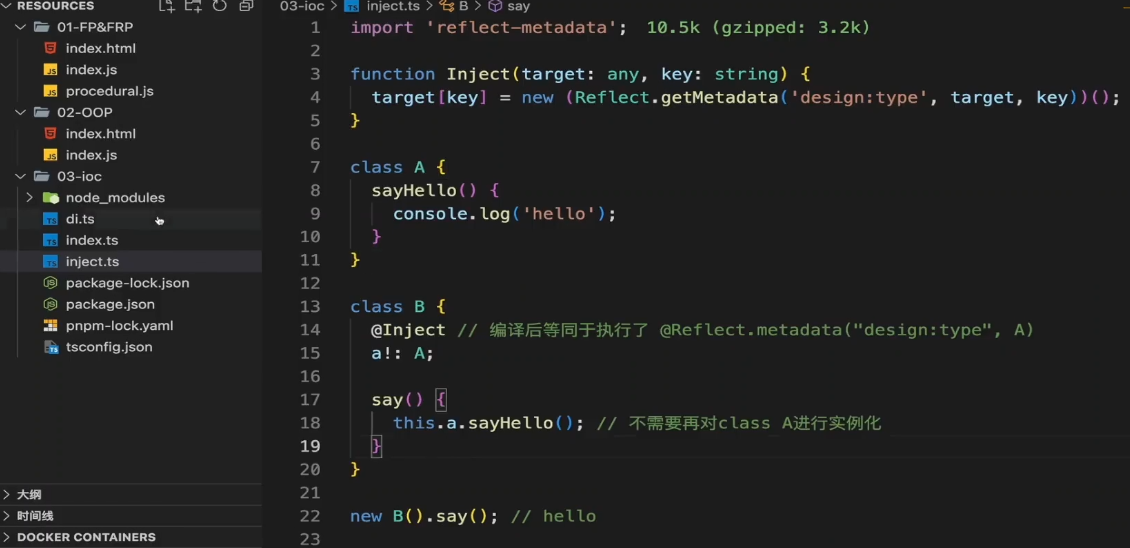 RESOURCES
01-FP&FRP
index.html
index.js
procedural.js
02-OOP
index.html
index.js
03-ioc
node_modules
di.ts
index.ts
inject.ts
package-lock.json
package.json
pnpm-lock.yaml
tsconfig.json
大纲
时间线
DOCKER CONTAINERS
03-ioc > TS inject.ts > B > say
1 import 'reflect-metadata'; 10.5k (gzipped: 3.2k)
2
3 function Inject(target: any, key: string) {
4 target[key] = new (Reflect.getMetadata('design:type', target, key))();
5 }
6
7 class A {
8 sayHello() {
9 console.log('hello');
10 }
11 }
12
13 class B {
14 @Inject // 编译后等同于执行了 @Reflect.metadata("design:type", A)
15 a!: A;
16
17 say() {
18 this.a.sayHello(); // 不需要再对class A进行实例化
19 }
20 }
21
22 new B().say(); // hello
23